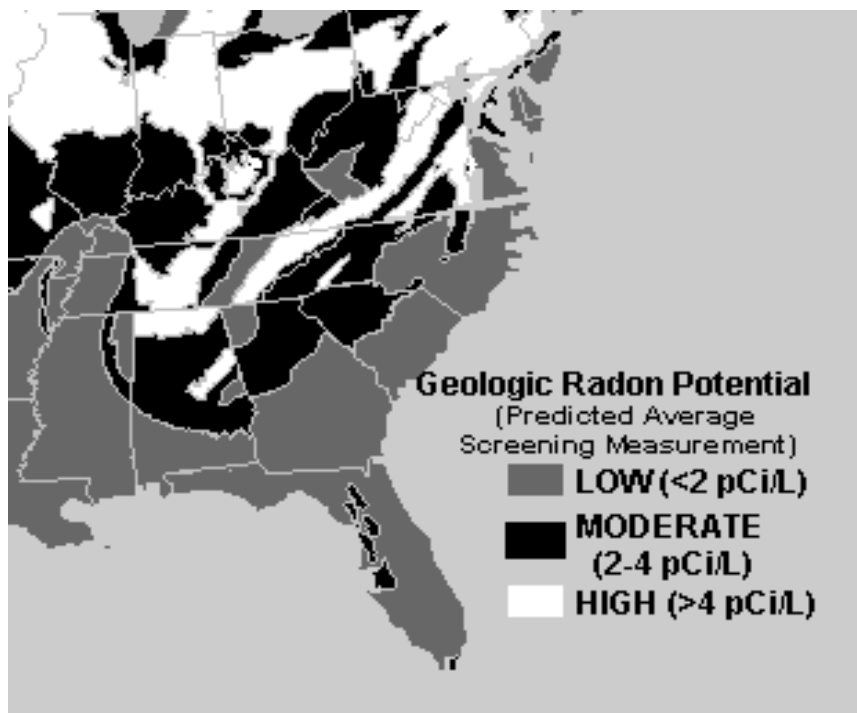 Geologic Radon Potential
(Predicted Average
Screening Measurement)
LOW (<2 pCi/L)
MODERATE
(2-4 pCi/L)
HIGH (>4 pCi/L)